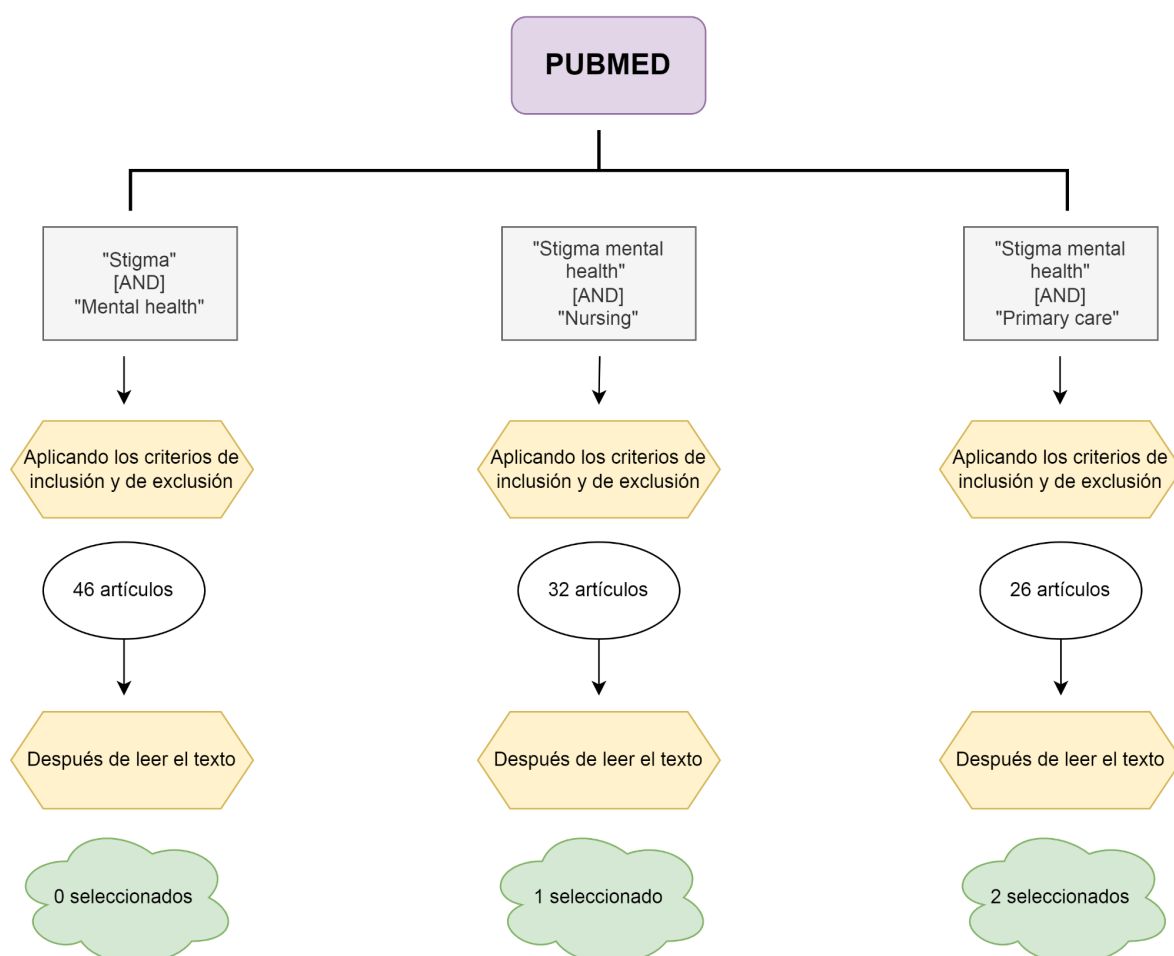 PUBMED
"Stigma"
[AND]
"Mental health"
"Stigma mental
health"
[AND]
"Nursing"
"Stigma mental
health"
[AND]
"Primary care"
Aplicando los criterios de
inclusión y de exclusión
Aplicando los criterios de
inclusión y de exclusión
Aplicando los criterios de
inclusión y de exclusión
46 artículos
32 artículos
26 artículos
Después de leer el texto
Después de leer el texto
Después de leer el texto
0 seleccionados
1 seleccionado
2 seleccionados